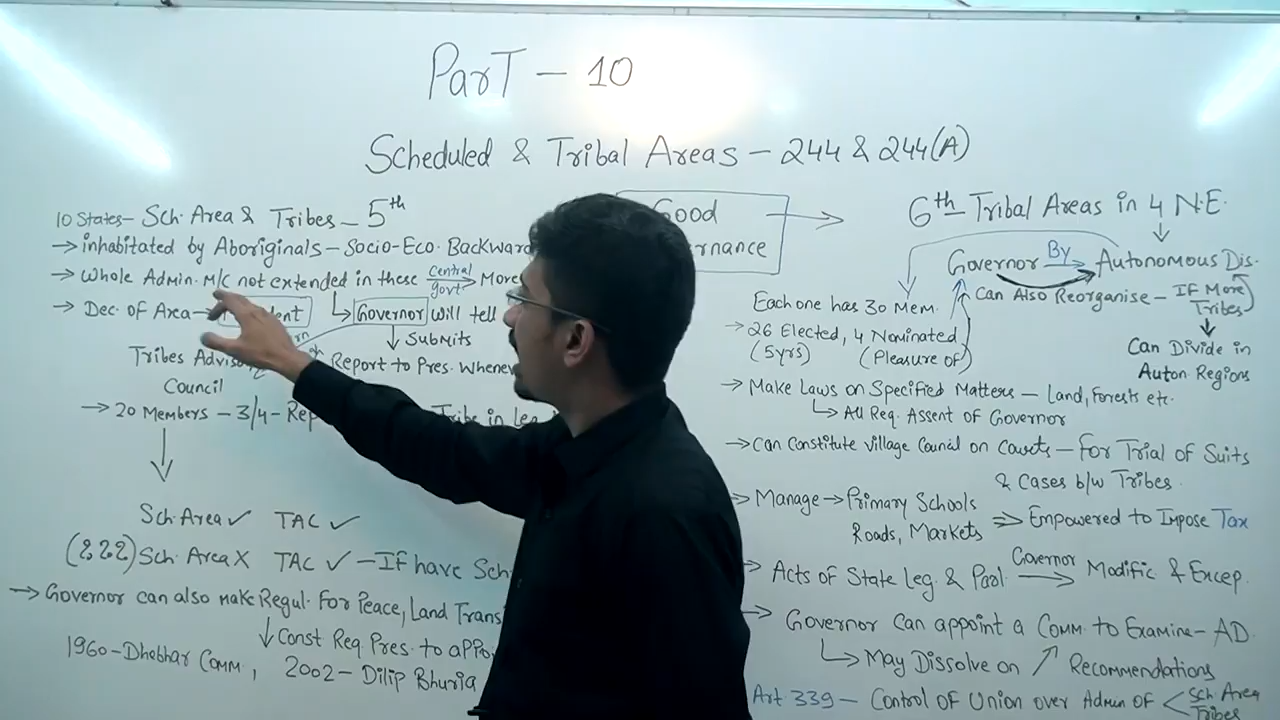 ParT - 10
Scheduled & Tribal Areas - 244 & 244(A)
10 States - Sch. Area & Tribes - 5th
→ inhabitated by Aboriginals - Socio-Eco. Backward
→ Whole Admin. M/C not extended in these Central govt → More
→ Dec. of Area → Governor will tell
Submits
Tribes
Council
Report to Pres. Whenev
→ 20 Members - 3/4 - Rep Tribe in Leg
Sch. Area ✓ TAC ✓
(???) Sch. Area X TAC ✓ - If have Sch
→ Governor can also make Regul. For Peace, Land Trans
Const Req Pres. to appo
1960 - Dhebhar Comm, 2002 - Dilip Bhuria
Good
rnance
6th - Tribal Areas in 4 N.E.
Governor By → Autonomous Dis.
Can Also Reorganise - IF More Tribes
Can Divide in
Auton Regions
Each one has 30 Mem.
→ 26 Elected, 4 Nominated
(5yrs) (Pleasure of)
→ Make Laws on Specified Matters - Land, Forests etc.
All Req. Assent of Governor
→ Can Constitute Village Council on Courts - For Trial of Suits
& Cases b/w Tribes.
→ Manage → Primary Schools
Roads, Markets ⇒ Empowered to Impose Tax
→ Acts of State Leg. & Parl. Governor → Modific & Excep.
→ Governor Can appoint a Comm. to Examine - AD
May Dissolve on Recommendations
Art 339 - Control of Union over Admn of < Sch. Area
Tribes